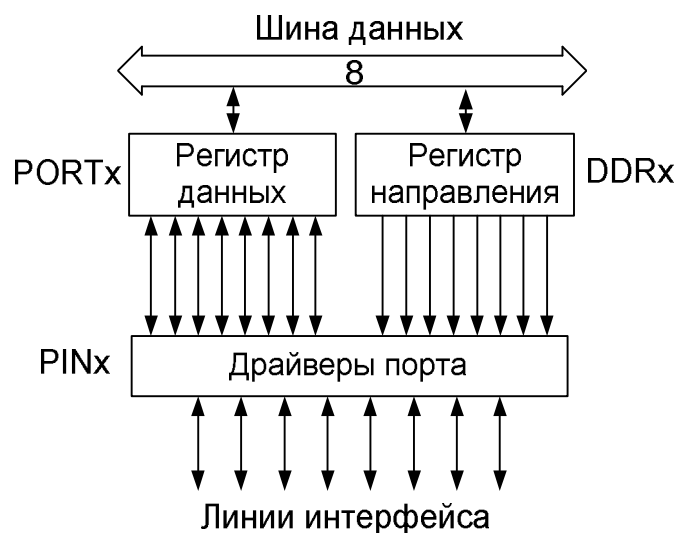 Шина данных
8
PORTx
Регистр
данных
Регистр
направления
DDRx
PINx
Драйверы порта
Линии интерфейса